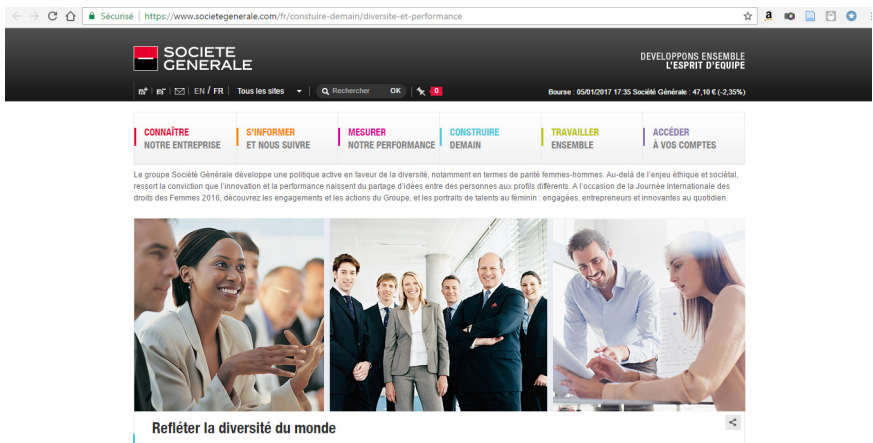 Sécurisé | https://www.societegenerale.com/fr/constuire-demain/diversite-et-performance
SOCIETE
GENERALE
DEVELOPPONS ENSEMBLE
L'ESPRIT D'EQUIPE
EN / FR | Tous les sites
Rechercher OK
0
Bourse : 05/01/2017 17:35 Société Générale : 47,10 € (-2,35%)
CONNAÎTRE
NOTRE ENTREPRISE
S'INFORMER
ET NOUS SUIVRE
MESURER
NOTRE PERFORMANCE
CONSTRUIRE
DEMAIN
TRAVAILLER
ENSEMBLE
ACCÉDER
À VOS COMPTES
Le groupe Société Générale développe une politique active en faveur de la diversité, notamment en termes de parité femmes-hommes. Au-delà de l'enjeu éthique et sociétal,
ressort la conviction que l'innovation et la performance naissent du partage d'idées entre des personnes aux profils différents. A l'occasion de la Journée Internationale des
droits des Femmes 2016, découvrez les engagements et les actions du Groupe, et les portraits de talents au féminin : engagées, entrepreneurs et innovantes au quotidien.
Refléter la diversité du monde